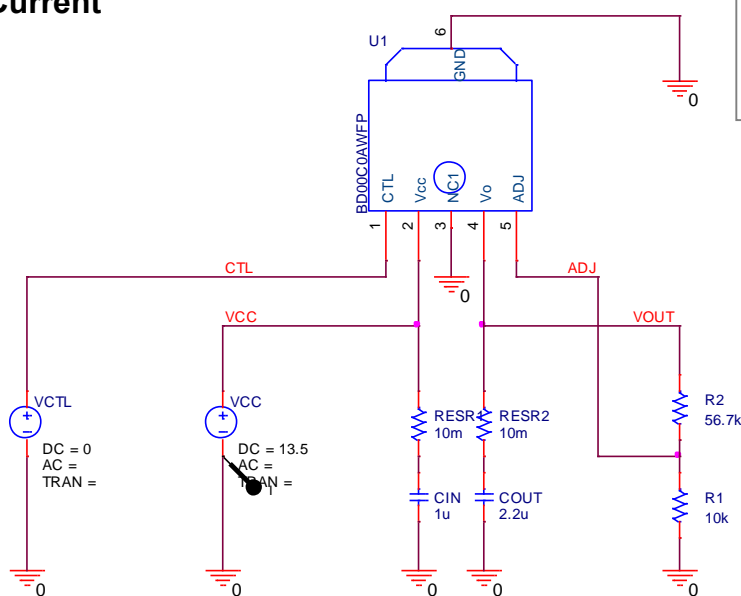 Current
U1
6
GND
0
BD00C0AWFP
CTL
Vcc
NC1
Vo
ADJ
1
2
3
4
5
CTL
0
ADJ
VCC
VOUT
VCTL
DC = 0
AC =
TRAN =
VCC
DC = 13.5
AC =
TRAN =
I
RESR1
10m
RESR2
10m
R2
56.7k
CIN
1u
COUT
2.2u
R1
10k
0
0
0
0
0